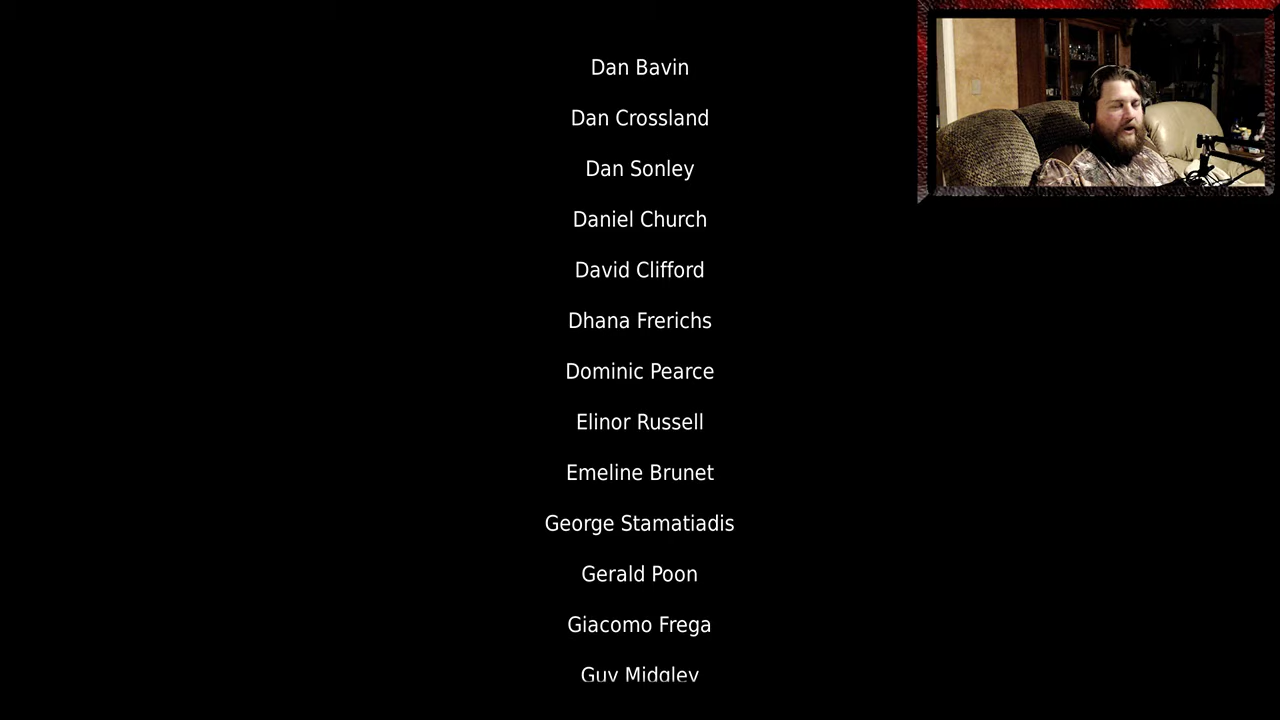 Dan Bavin
Dan Crossland
Dan Sonley
Daniel Church
David Clifford
Dhana Frerichs
Dominic Pearce
Elinor Russell
Emeline Brunet
George Stamatiadis
Gerald Poon
Giacomo Frega
Guy Midgley